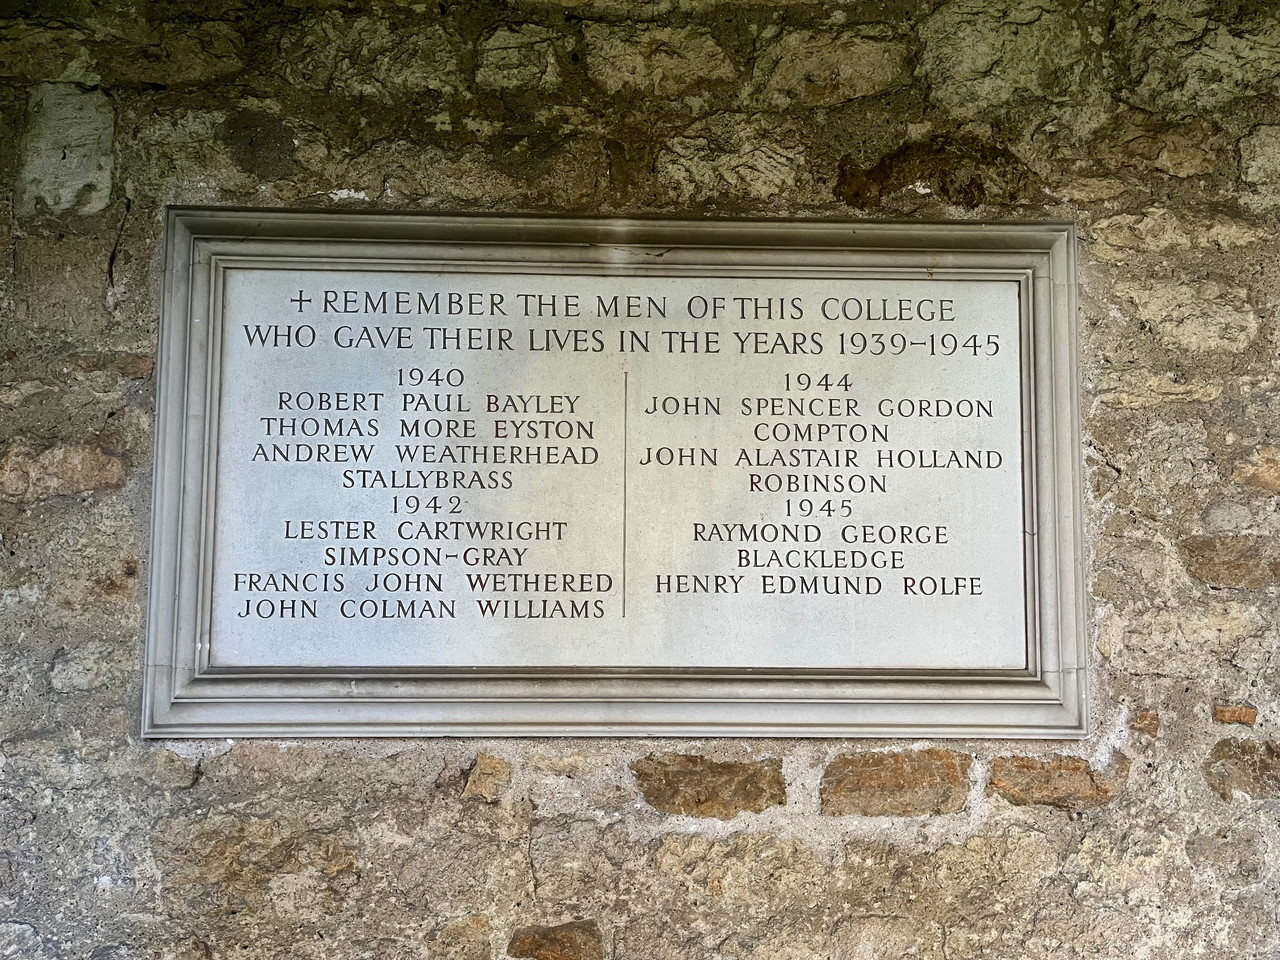 + REMEMBER THE MEN OF THIS COLLEGE
WHO GAVE THEIR LIVES IN THE YEARS 1939-1945
1940
ROBERT PAUL BAYLEY
THOMAS MORE EYSTON
ANDREW WEATHERHEAD
STALLYBRASS
1942
LESTER CARTWRIGHT
SIMPSON-GRAY
FRANCIS JOHN WETHERED
JOHN COLMAN WILLIAMS
1944
JOHN SPENCER GORDON
COMPTON
JOHN ALASTAIR HOLLAND
ROBINSON
1945
RAYMOND GEORGE
BLACKLEDGE
HENRY EDMUND ROLFE